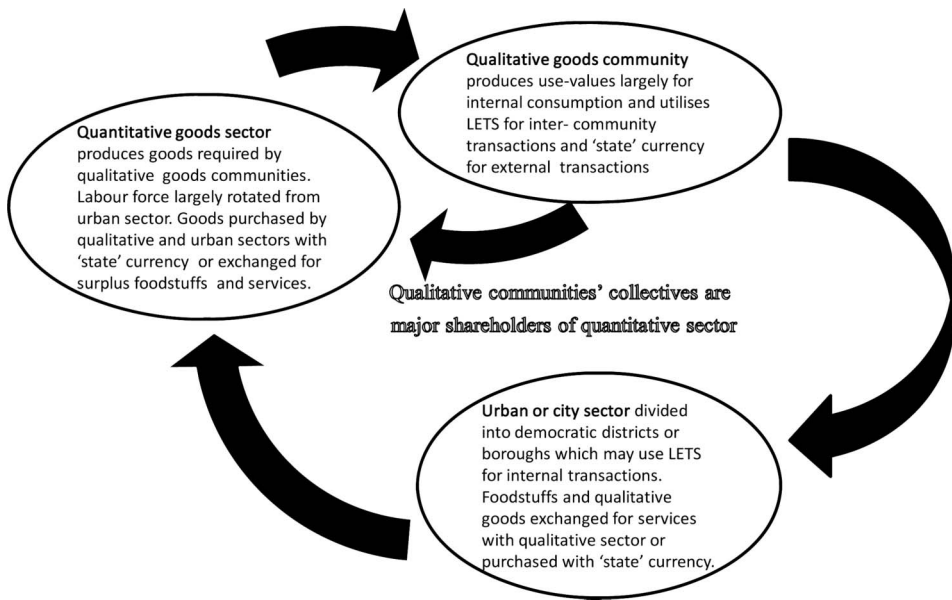 Qualitative goods community
produces use-values largely for
internal consumption and utilises
LETS for inter- community
transactions and ‘state’ currency
for external transactions
Quantitative goods sector
produces goods required by
qualitative goods communities.
Labour force largely rotated from
urban sector. Goods purchased by
qualitative and urban sectors with
‘state’ currency or exchanged for
surplus foodstuffs and services.
Qualitative communities’ collectives are
major shareholders of quantitative sector
Urban or city sector divided
into democratic districts or
boroughs which may use LETS
for internal transactions.
Foodstuffs and qualitative
goods exchanged for services
with qualitative sector or
purchased with ‘state’ currency.